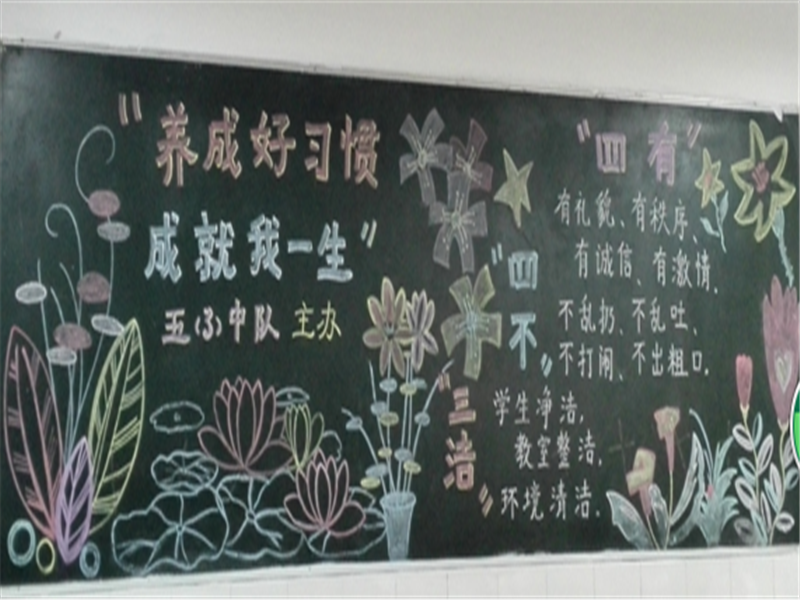 "养成好习惯
成就我一生"
五(3)中队 主办
"四有"
有礼貌、有秩序、
有诚信、有激情.
"四不"
不乱扔、不乱吐、
不打闹、不出粗口.
"三洁"
学生净洁,
教室整洁,
环境清洁.